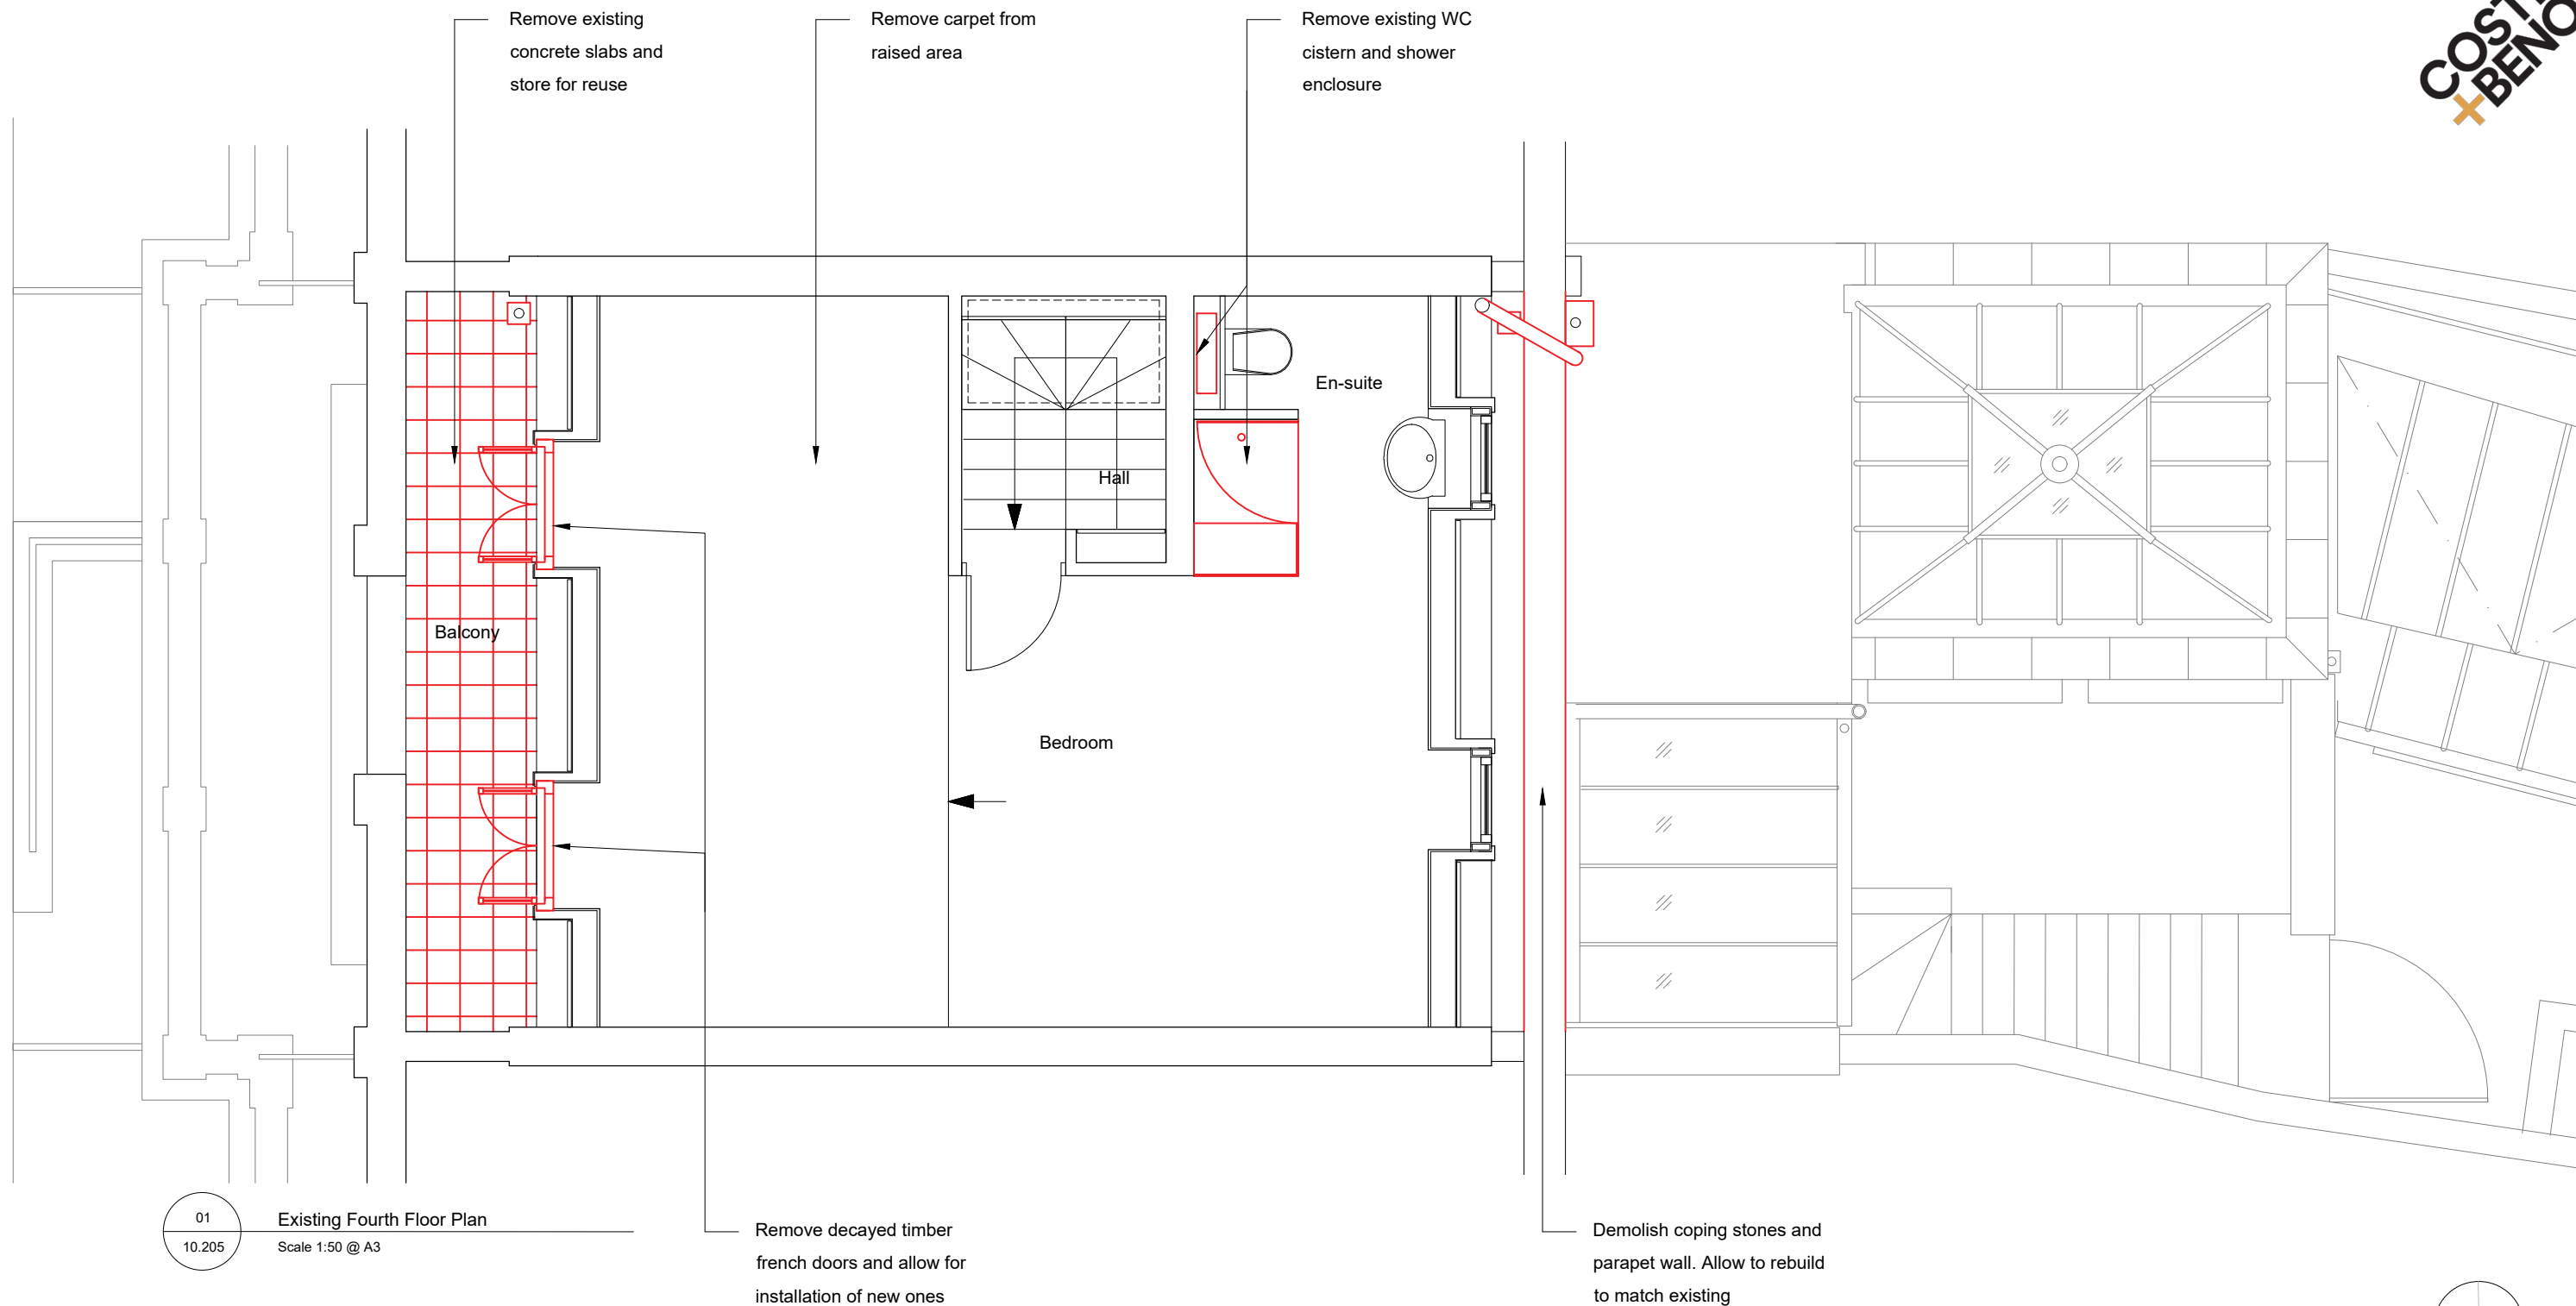 Remove existing
concrete slabs and
store for reuse
Remove carpet from
raised area
Remove existing WC
cistern and shower
enclosure
En-suite
Hall
Balcony
Bedroom
01
10.205
Existing Fourth Floor Plan
Scale 1:50 @ A3
Remove decayed timber
french doors and allow for
installation of new ones
Demolish coping stones and
parapet wall. Allow to rebuild
to match existing